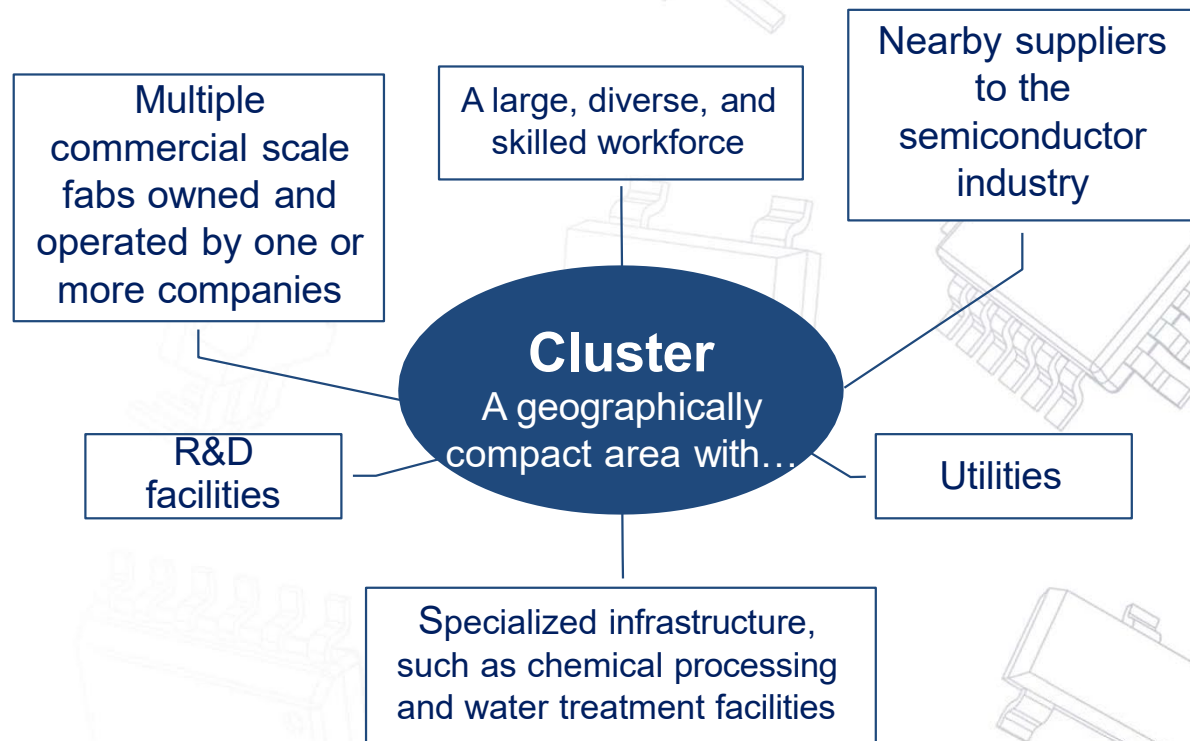 Multiple
commercial scale
fabs owned and
operated by one or
more companies
A large, diverse, and
skilled workforce
Nearby suppliers
to the
semiconductor
industry
Cluster
A geographically
compact area with…
R&D
facilities
Utilities
Specialized infrastructure,
such as chemical processing
and water treatment facilities